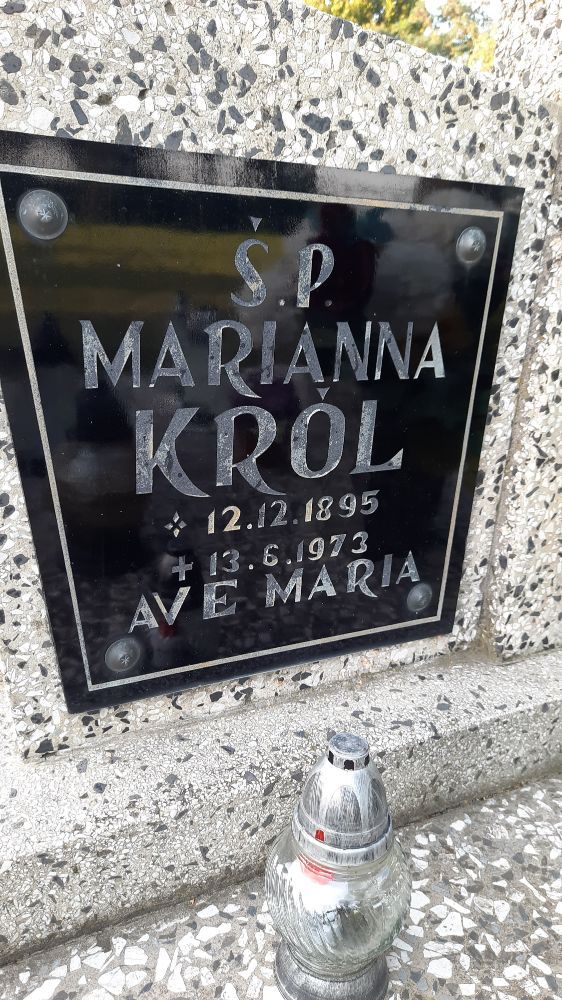 Ś.P.
MARIANNA
KRÓL
12.12.1895
+ 13.6.1973
AVE MARIA